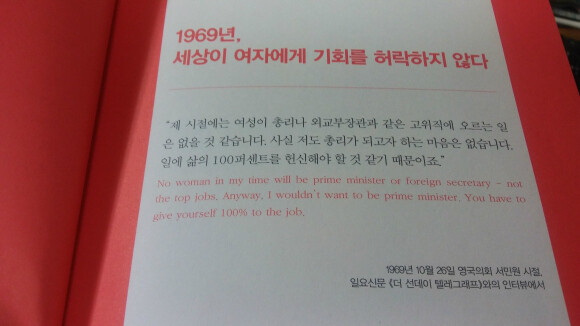 1969년,
세상이 여자에게 기회를 허락하지 않다
“제 시절에는 여성이 총리나 외교부장관과 같은 고위직에 오르는 일
은 없을 것 같습니다. 사실 저도 총리가 되고자 하는 마음은 없습니다.
일에 삶의 100퍼센트를 헌신해야 할 것 같기 때문이죠.”
No woman in my time will be prime minister or foreign secretary – not
the top jobs. Anyway, I wouldn't want to be prime minister. You have to
give yourself 100% to the job.
1969년 10월 26일 영국의회 서민원 시절,
일요신문 《더 선데이 텔레그래프》와의 인터뷰에서